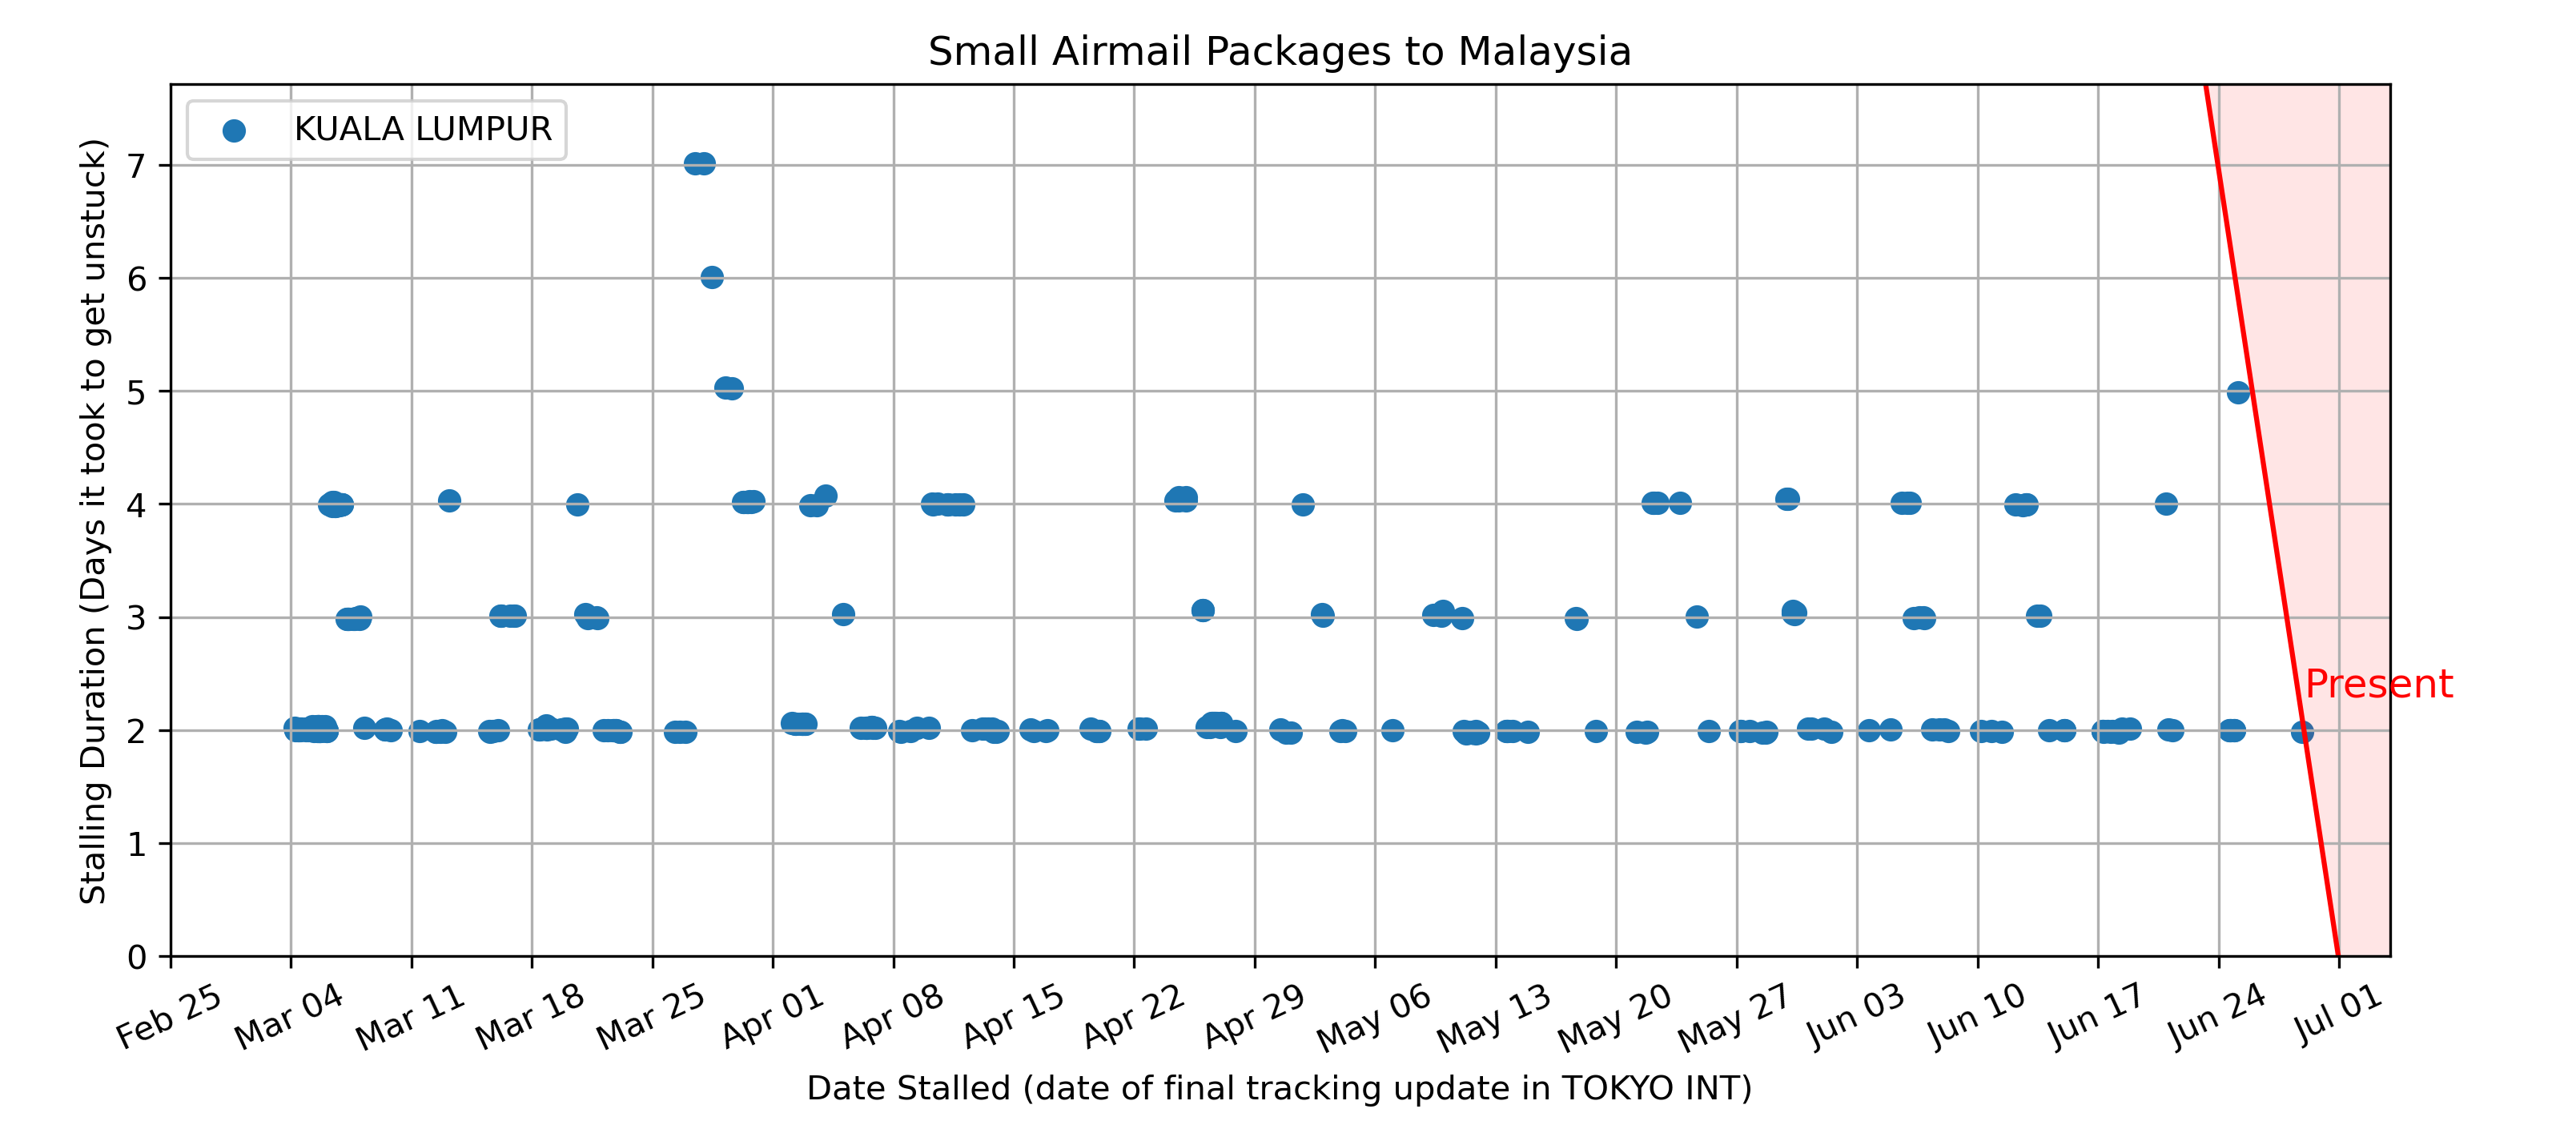 Small Airmail Packages to Malaysia
KUALA LUMPUR
Stalling Duration (Days it took to get unstuck)
7
6
5
4
3
2
1
0
Present
Feb 25
Mar 04
Mar 11
Mar 18
Mar 25
Apr 01
Apr 08
Apr 15
Apr 22
Apr 29
May 06
May 13
May 20
May 27
Jun 03
Jun 10
Jun 17
Jun 24
Jul 01
Date Stalled (date of final tracking update in TOKYO INT)